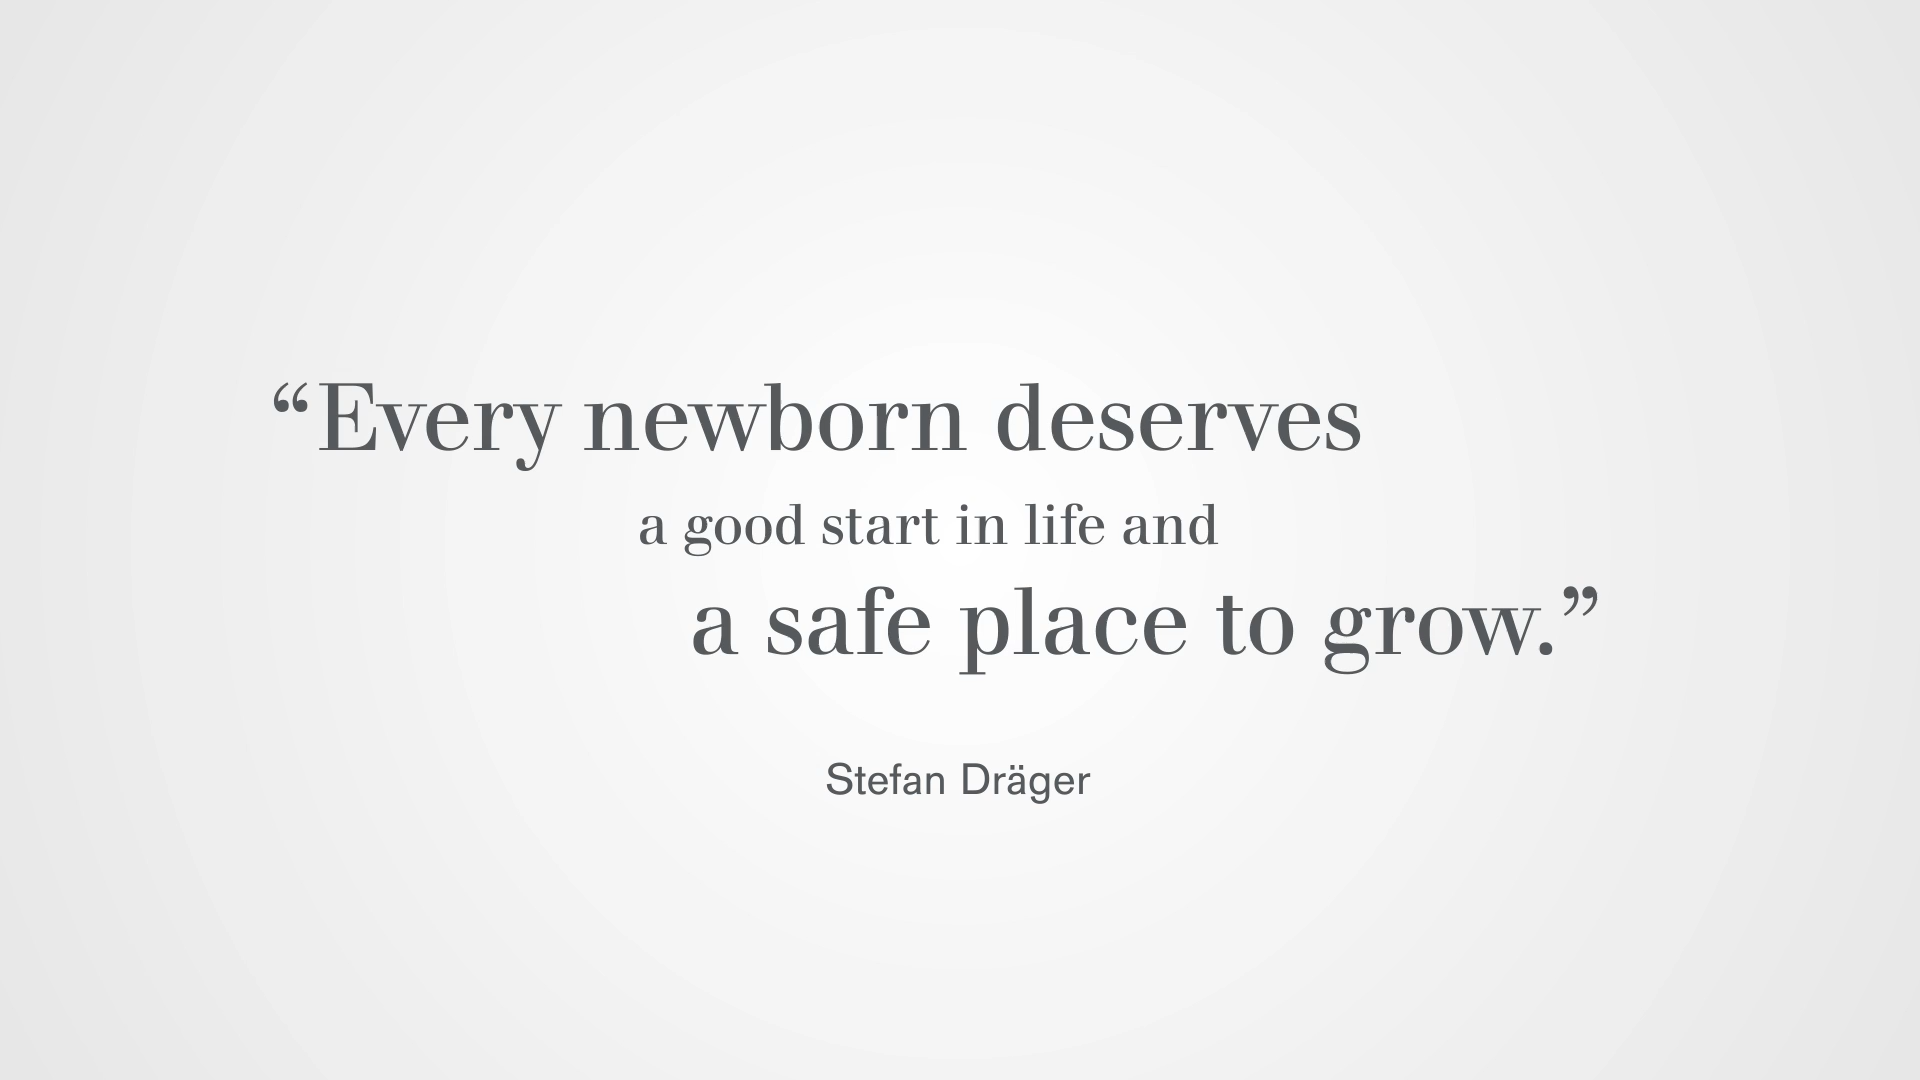 “Every newborn deserves
a good start in life and
a safe place to grow.”
Stefan Dräger